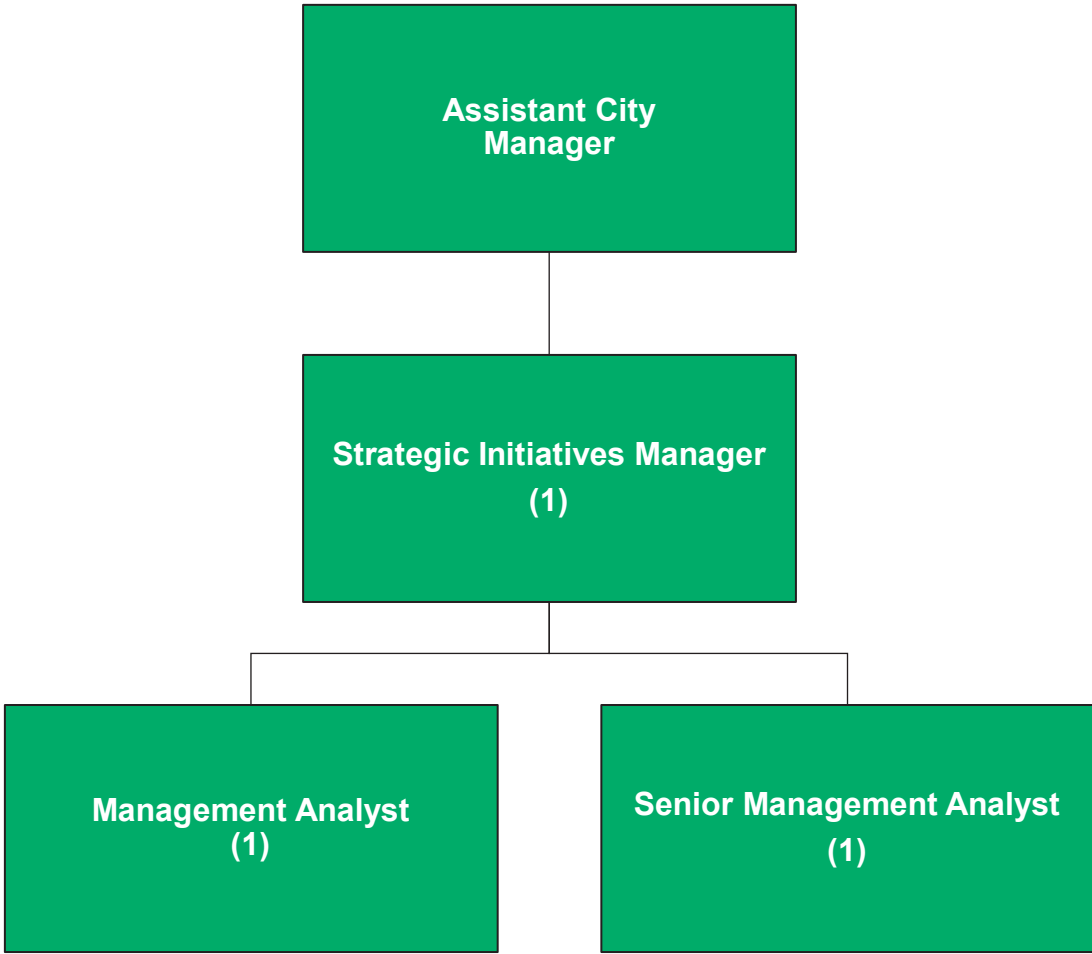 Assistant City
Manager
Strategic Initiatives Manager
(1)
Management Analyst
(1)
Senior Management Analyst
(1)